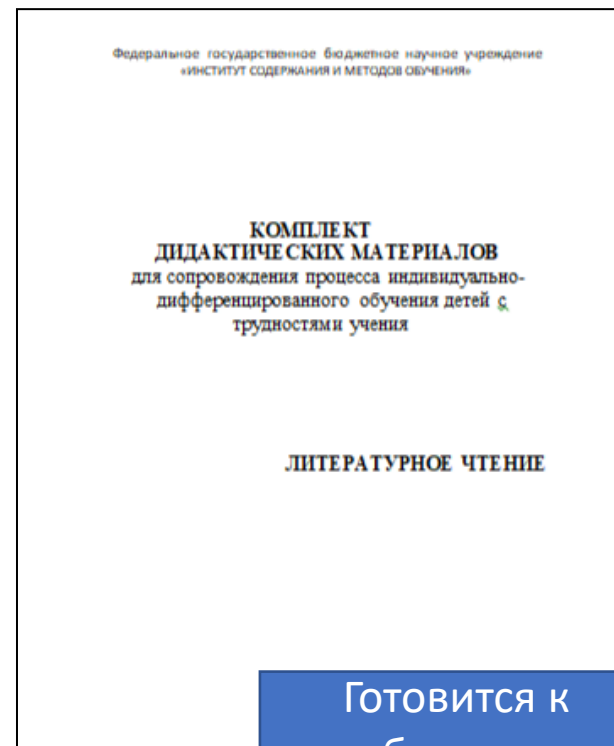 Федеральное государственное бюджетное научное учреждение
«ИНСТИТУТ СОДЕРЖАНИЯ И МЕТОДОВ ОБУЧЕНИЯ»
КОМПЛЕКТ
ДИДАКТИЧЕСКИХ МАТЕРИАЛОВ
для сопровождения процесса индивидуально-
дифференцированного обучения детей с
трудностями учения
ЛИТЕРАТУРНОЕ ЧТЕНИЕ
Готовится к